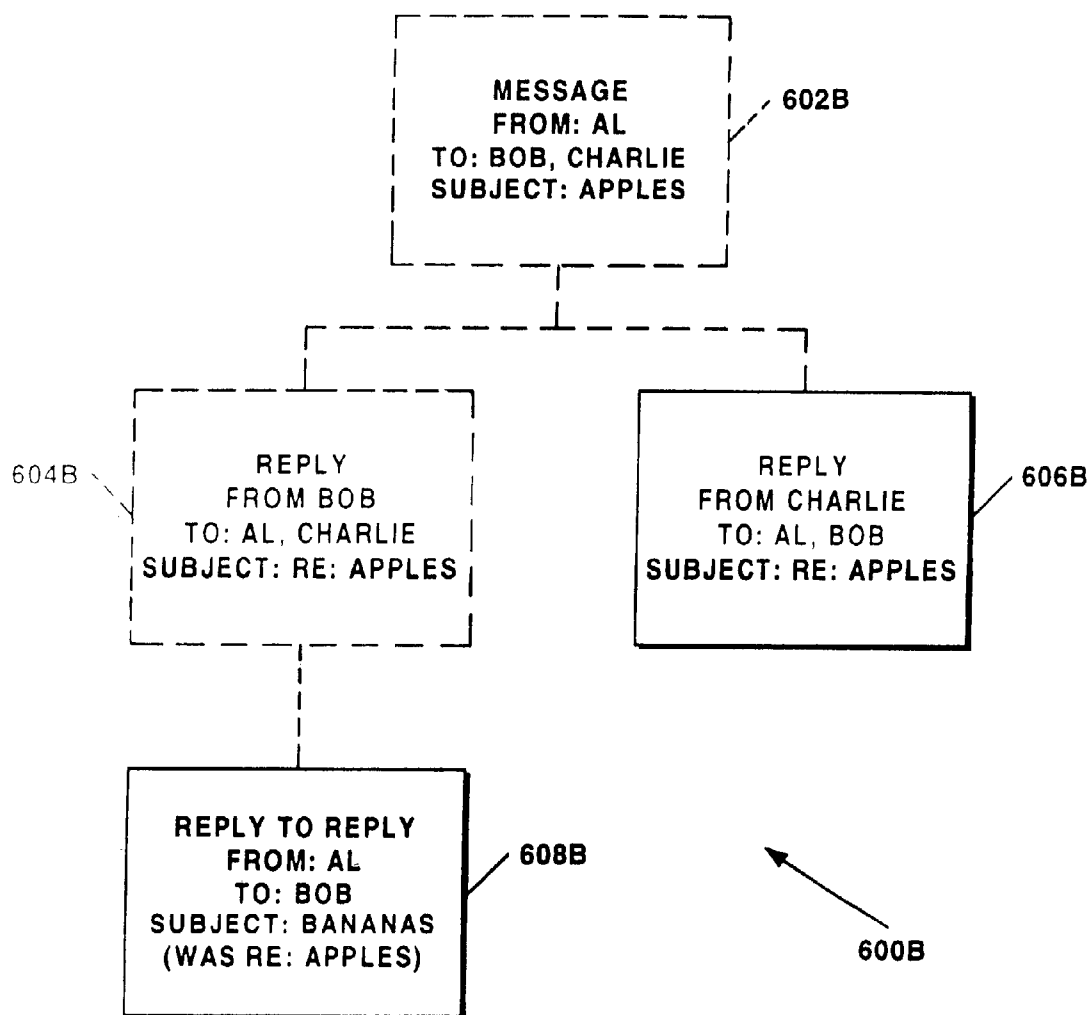 MESSAGE
FROM: AL
TO: BOB, CHARLIE
SUBJECT: APPLES
602B
604B
REPLY
FROM BOB
TO: AL, CHARLIE
SUBJECT: RE: APPLES
REPLY
FROM CHARLIE
TO: AL, BOB
SUBJECT: RE: APPLES
606B
REPLY TO REPLY
FROM: AL
TO: BOB
SUBJECT: BANANAS
(WAS RE: APPLES)
608B
600B